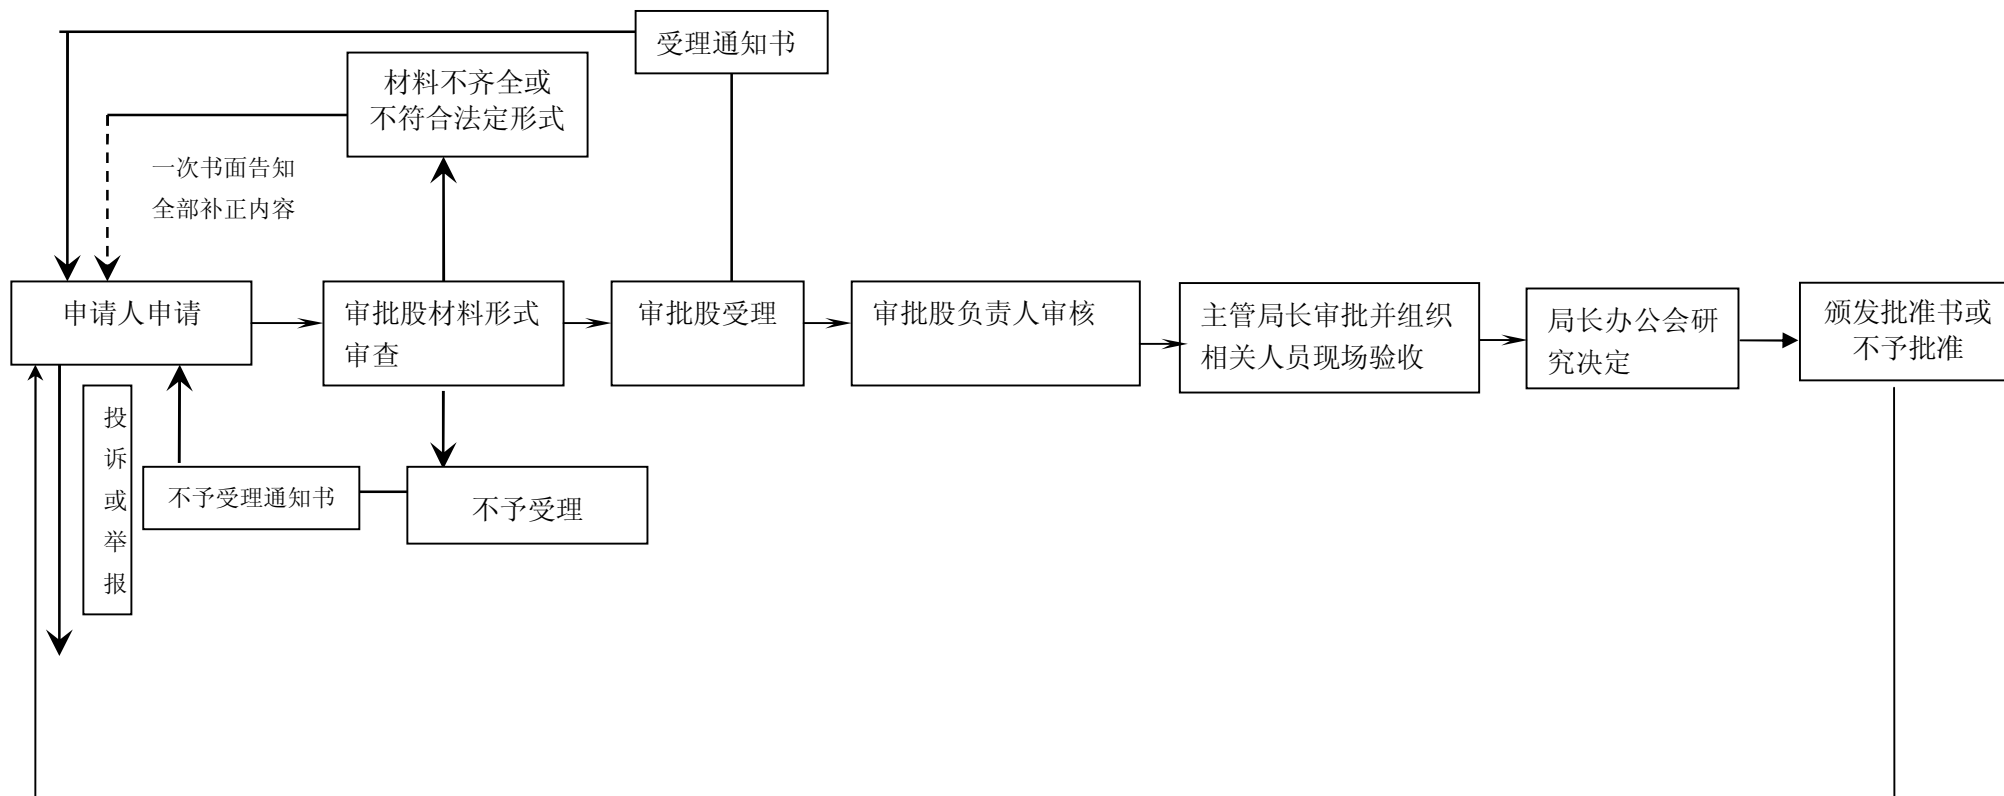 受理通知书
材料不齐全或
不符合法定形式
一次书面告知
全部补正内容
申请人申请
审批股材料形式
审查
审批股受理
审批股负责人审核
主管局长审批并组织
相关人员现场验收
局长办公会研
究决定
颁发批准书或
不予批准
投
诉
或
举
报
不予受理通知书
不予受理